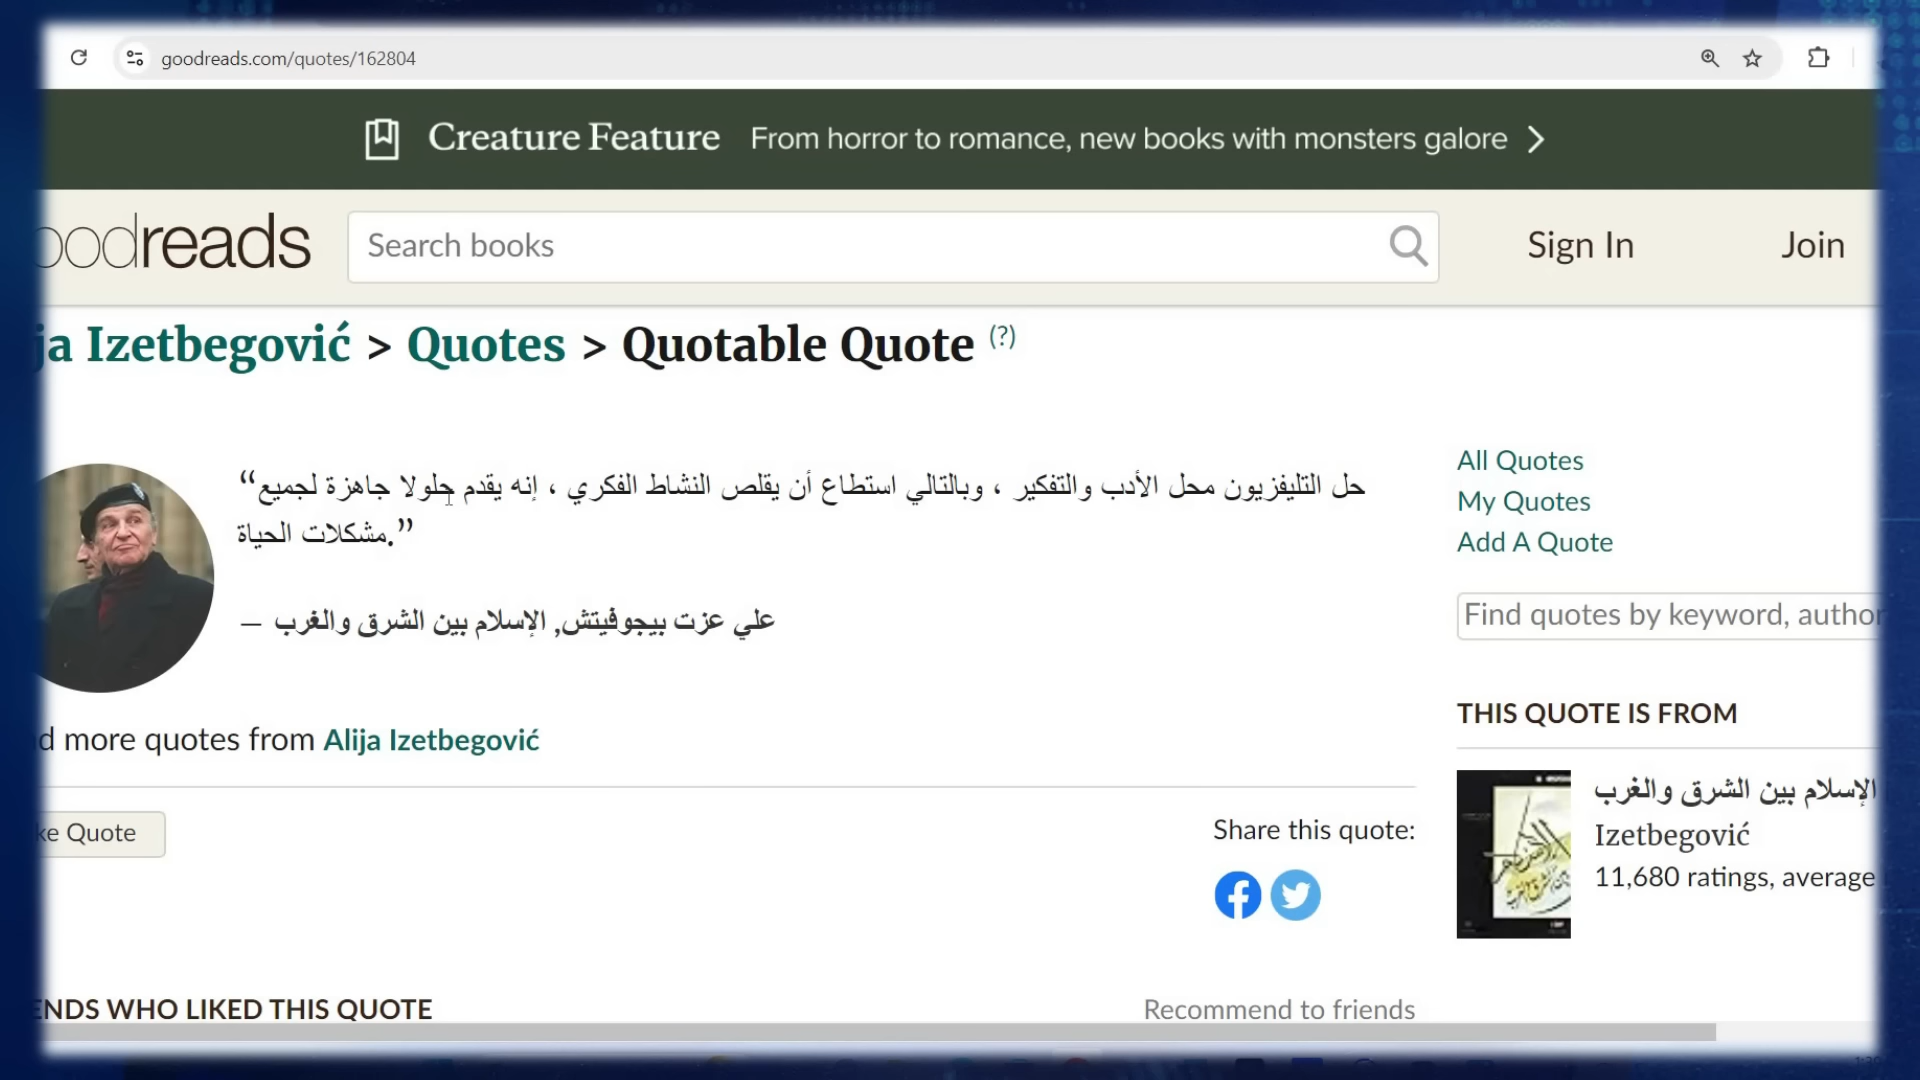 goodreads.com/quotes/162804
Creature Feature From horror to romance, new books with monsters galore
oodreads
Search books
Sign In
Join
ja Izetbegović > Quotes > Quotable Quote (?)
“حل التليفزيون محل الأدب والتفكير ، وبالتالي استطاع أن يقلص النشاط الفكري ، إنه يقدم حلولا جاهزة لجميع
مشكلات الحياة.”
― علي عزت بيجوفيتش, الإسلام بين الشرق والغرب
d more quotes from Alija Izetbegović
ke Quote
Share this quote:
ENDS WHO LIKED THIS QUOTE
Recommend to friends
All Quotes
My Quotes
Add A Quote
Find quotes by keyword, author
THIS QUOTE IS FROM
الإسلام بين الشرق والغرب
Izetbegović
11,680 ratings, average